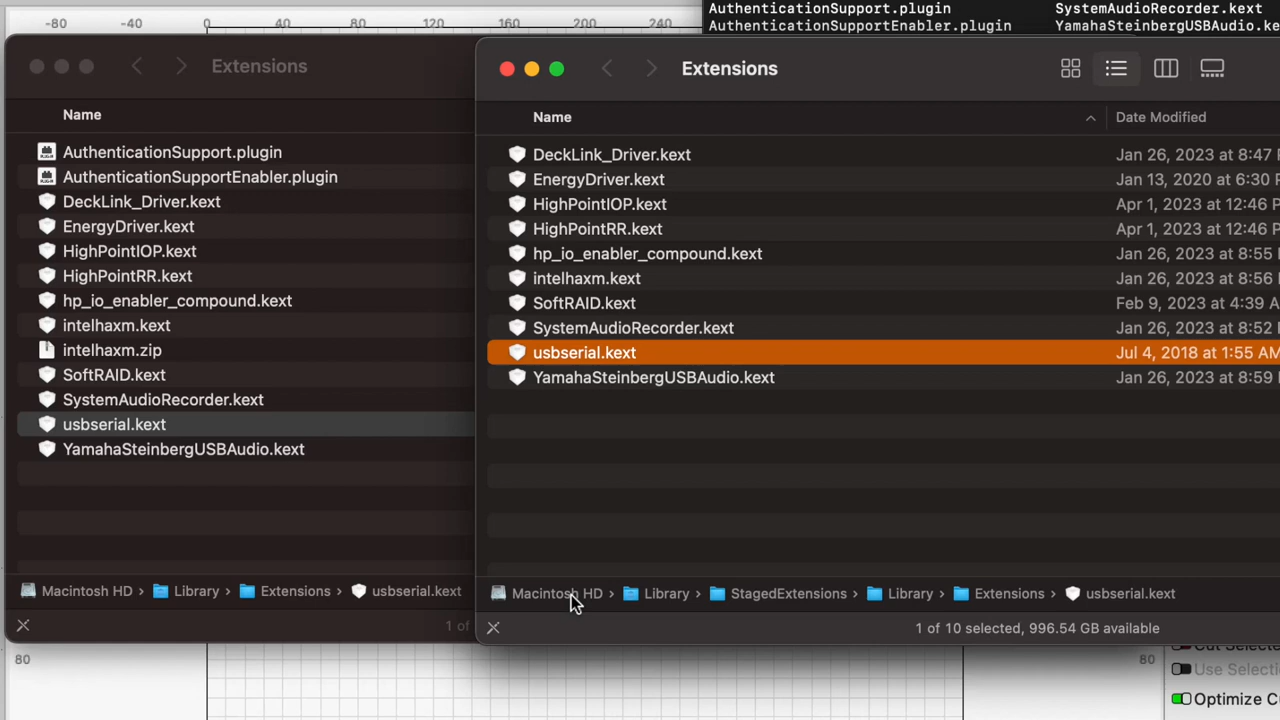 -80 -40 0 40 80 120 160 200 240
AuthenticationSupport.plugin SystemAudioRecorder.kext
AuthenticationSupportEnabler.plugin YamahaSteinbergUSBAudio.ke
Extensions
Name
AuthenticationSupport.plugin
AuthenticationSupportEnabler.plugin
DeckLink_Driver.kext
EnergyDriver.kext
HighPointIOP.kext
HighPointRR.kext
hp_io_enabler_compound.kext
intelhaxm.kext
intelhaxm.zip
SoftRAID.kext
SystemAudioRecorder.kext
usbserial.kext
YamahaSteinbergUSBAudio.kext
Macintosh HD › Library › Extensions › usbserial.kext
1 of
Extensions
Name Date Modified
DeckLink_Driver.kext Jan 26, 2023 at 8:47
EnergyDriver.kext Jan 13, 2020 at 6:30 P
HighPointIOP.kext Apr 1, 2023 at 12:46 P
HighPointRR.kext Apr 1, 2023 at 12:46 P
hp_io_enabler_compound.kext Jan 26, 2023 at 8:55
intelhaxm.kext Jan 26, 2023 at 8:56
SoftRAID.kext Feb 9, 2023 at 4:39 A
SystemAudioRecorder.kext Jan 26, 2023 at 8:52
usbserial.kext Jul 4, 2018 at 1:55 AM
YamahaSteinbergUSBAudio.kext Jan 26, 2023 at 8:59
Macintosh HD › Library › StagedExtensions › Library › Extensions › usbserial.kext
1 of 10 selected, 996.54 GB available
80 80
Cut Selecte
Use Selecti
Optimize C